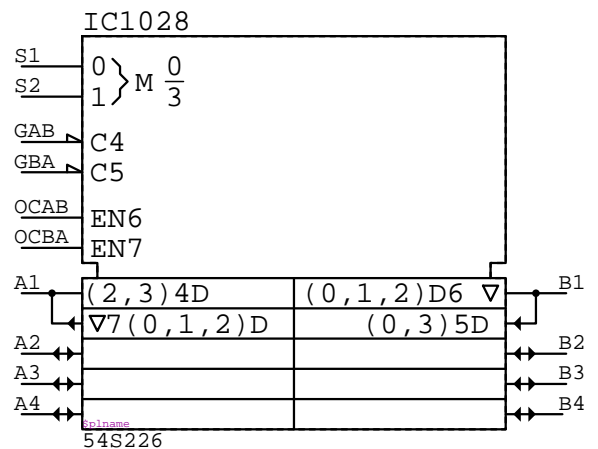 IC1028
S1 0 M 0
S2 1 3
GAB C4
GBA C5
OCAB EN6
OCBA EN7
A1 (2,3)4D (0,1,2)D6 ▽ B1
▽7(0,1,2)D (0,3)5D
A2 B2
A3 B3
A4 B4
$plname
54S226